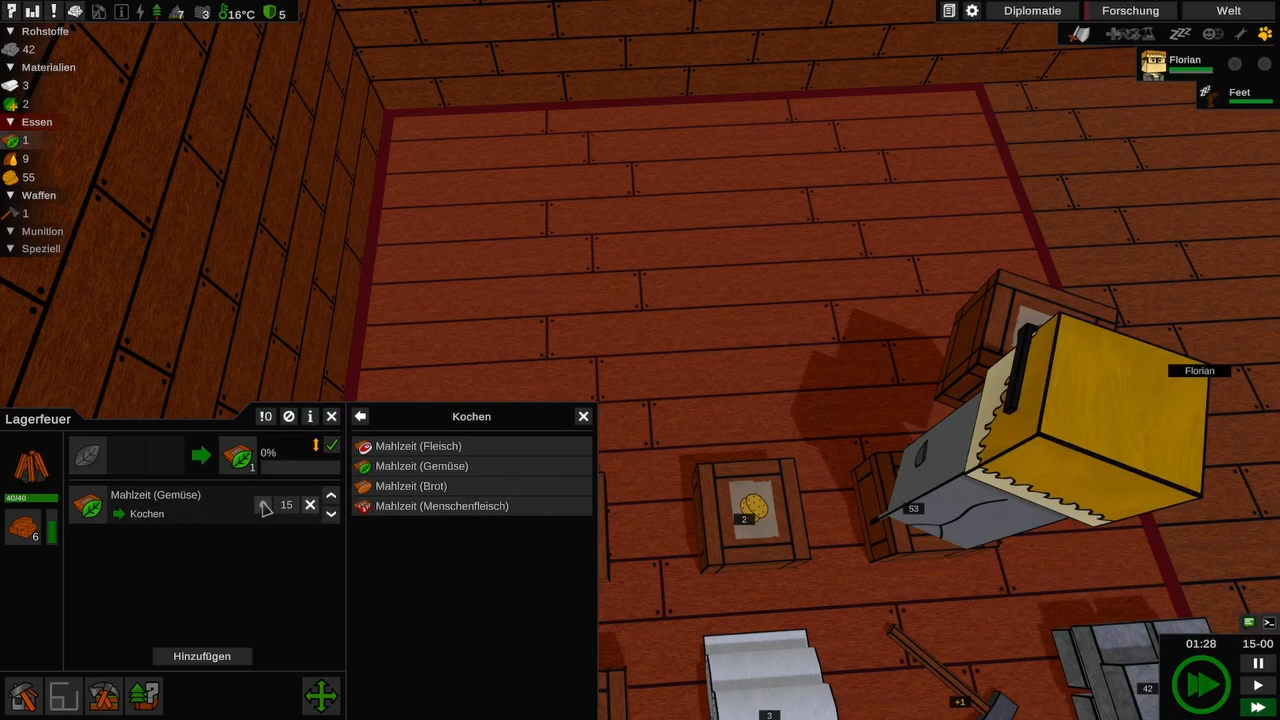 7
3
16°C
5
Diplomatie
Forschung
Welt
Rohstoffe
42
Materialien
3
2
Essen
1
9
55
Waffen
1
Munition
Speziell
Florian
Feet
Florian
2
53
3
+1
42
Lagerfeuer
!0
40/40
6
1
0%
Mahlzeit (Gemüse)
Kochen
15
Hinzufügen
Kochen
Mahlzeit (Fleisch)
Mahlzeit (Gemüse)
Mahlzeit (Brot)
Mahlzeit (Menschenfleisch)
01:28
15-00